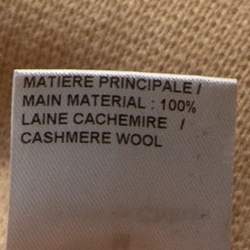 MATIERE PRINCIPALE /
MAIN MATERIAL : 100%
LAINE CACHEMIRE /
CASHMERE WOOL